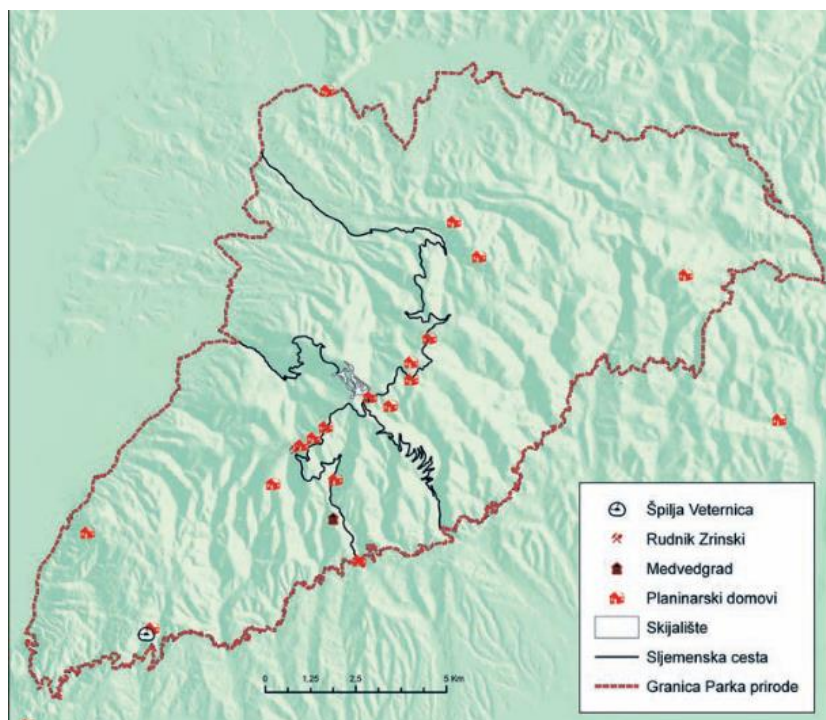 Špilja Veternica
Rudnik Zrinski
Medvedgrad
Planinarski domovi
Skijalište
Sljemenska cesta
Granica Parka prirode
0 1,25 2,5 5 Km